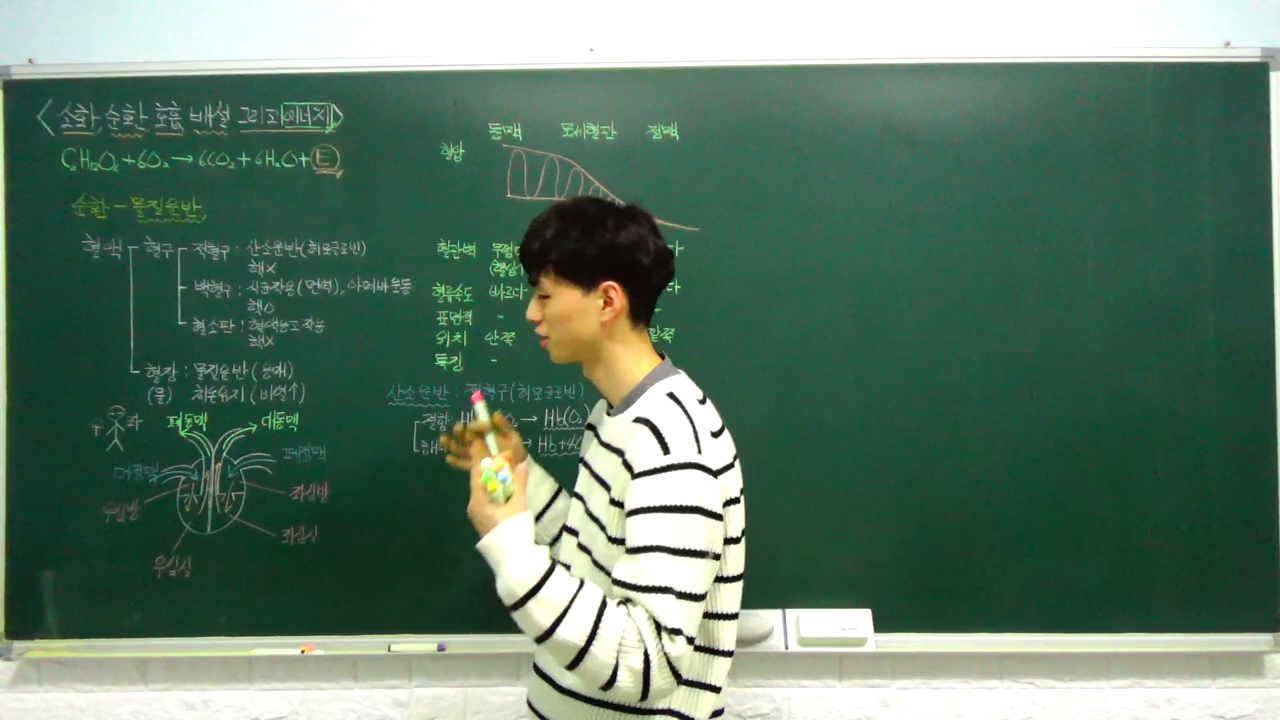 <소화, 순환, 호흡, 배설 그리고 에너지>
C₆H₁₂O₆+6O₂→6CO₂+6H₂O+E
순환-물질운반
혈액 혈구 적혈구: 산소운반(헤모글로빈)
핵X
백혈구: 식균작용(면역), 아메바운동
핵O
혈소판: 혈액응고작용
핵X
혈장: 물질운반(용매)
(물) 체온유지(비열↑)
우 좌
폐동맥 대동맥
대정맥 폐정맥
우심방 좌심방
좌심실
우심실
동맥 모세혈관 정맥
혈압
혈관벽
혈류속도 (빠르다
표면적 -
위치 안쪽
특징 -
산소운반: 적혈구(헤모글로빈)
결합: → Hb(O₂)
→ Hb+4O